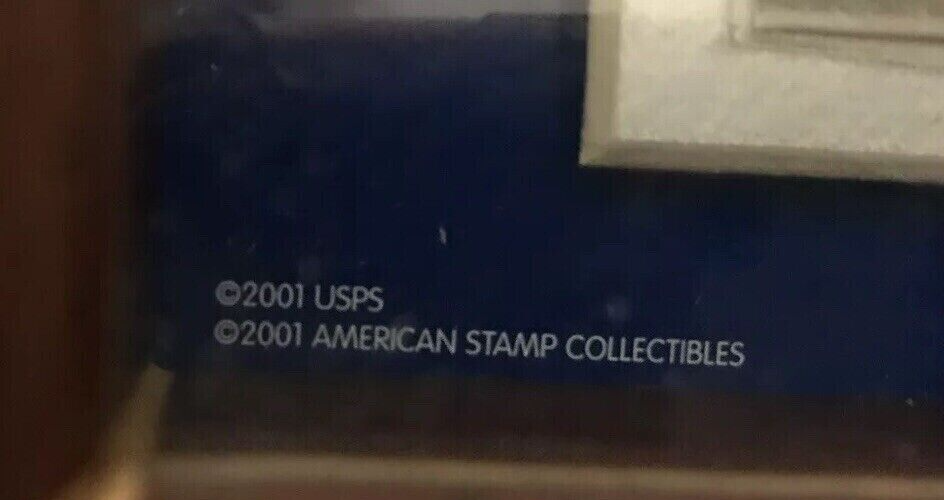 ©2001 USPS
©2001 AMERICAN STAMP COLLECTIBLES